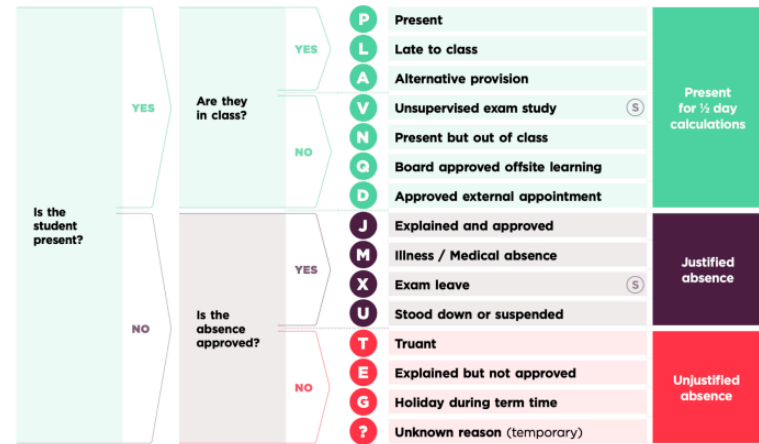 Is the
student
present?
YES
Are they
in class?
YES
P Present
L Late to class
A Alternative provision
NO
V Unsupervised exam study S
N Present but out of class
Q Board approved offsite learning
D Approved external appointment
Present
for ½ day
calculations
NO
Is the
absence
approved?
YES
J Explained and approved
M Illness / Medical absence
X Exam leave S
U Stood down or suspended
Justified
absence
NO
T Truant
E Explained but not approved
G Holiday during term time
? Unknown reason (temporary)
Unjustified
absence